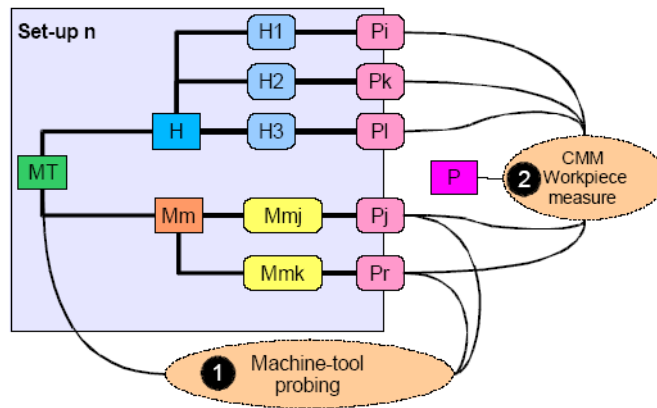 Set-up n
H1
Pi
H2
Pk
H
H3
Pl
MT
P
2
CMM
Workpiece
measure
Mm
Mmj
Pj
Mmk
Pr
1
Machine-tool
probing